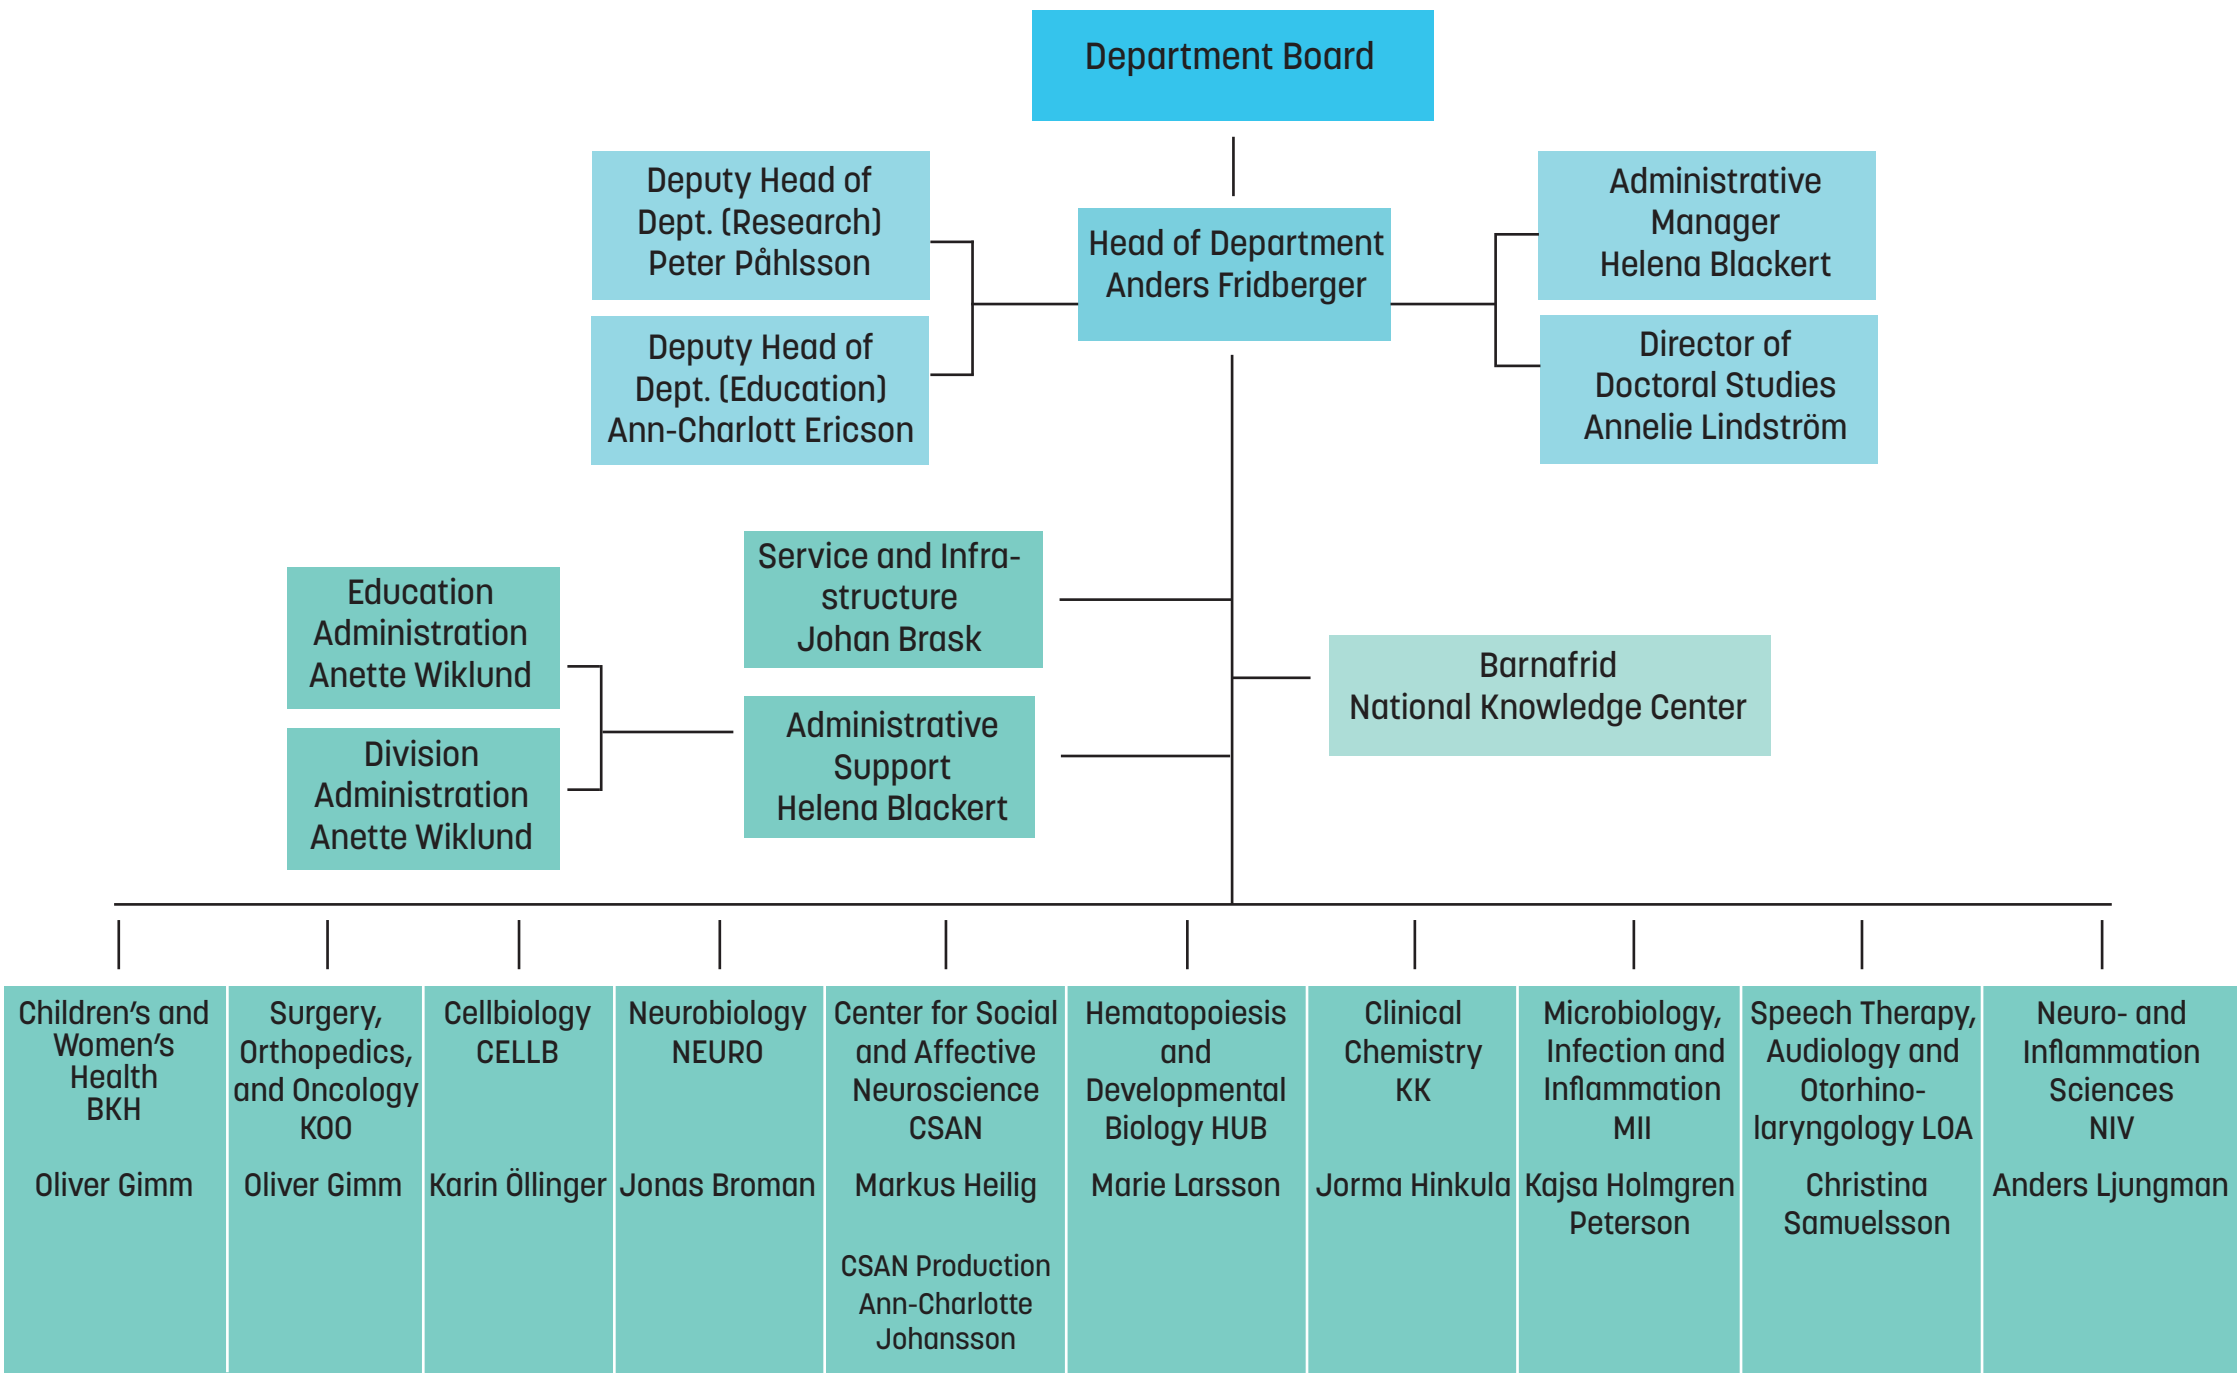 Department Board
Deputy Head of
Dept. (Research)
Peter Påhlsson
Head of Department
Anders Fridberger
Administrative
Manager
Helena Blackert
Deputy Head of
Dept. (Education)
Ann-Charlott Ericson
Director of
Doctoral Studies
Annelie Lindström
Service and Infra-
structure
Johan Brask
Education
Administration
Anette Wiklund
Barnafrid
National Knowledge Center
Administrative
Support
Helena Blackert
Division
Administration
Anette Wiklund
Children's and
Women's
Health
BKH
Oliver Gimm
Surgery,
Orthopedics,
and Oncology
KOO
Oliver Gimm
Cellbiology
CELLB
Karin Öllinger
Neurobiology
NEURO
Jonas Broman
Center for Social
and Affective
Neuroscience
CSAN
Markus Heilig
CSAN Production
Ann-Charlotte
Johansson
Hematopoiesis
and
Developmental
Biology HUB
Marie Larsson
Clinical
Chemistry
KK
Jorma Hinkula
Microbiology,
Infection and
Inflammation
MII
Kajsa Holmgren
Peterson
Speech Therapy,
Audiology and
Otorhino-
laryngology LOA
Christina
Samuelsson
Neuro- and
Inflammation
Sciences
NIV
Anders Ljungman